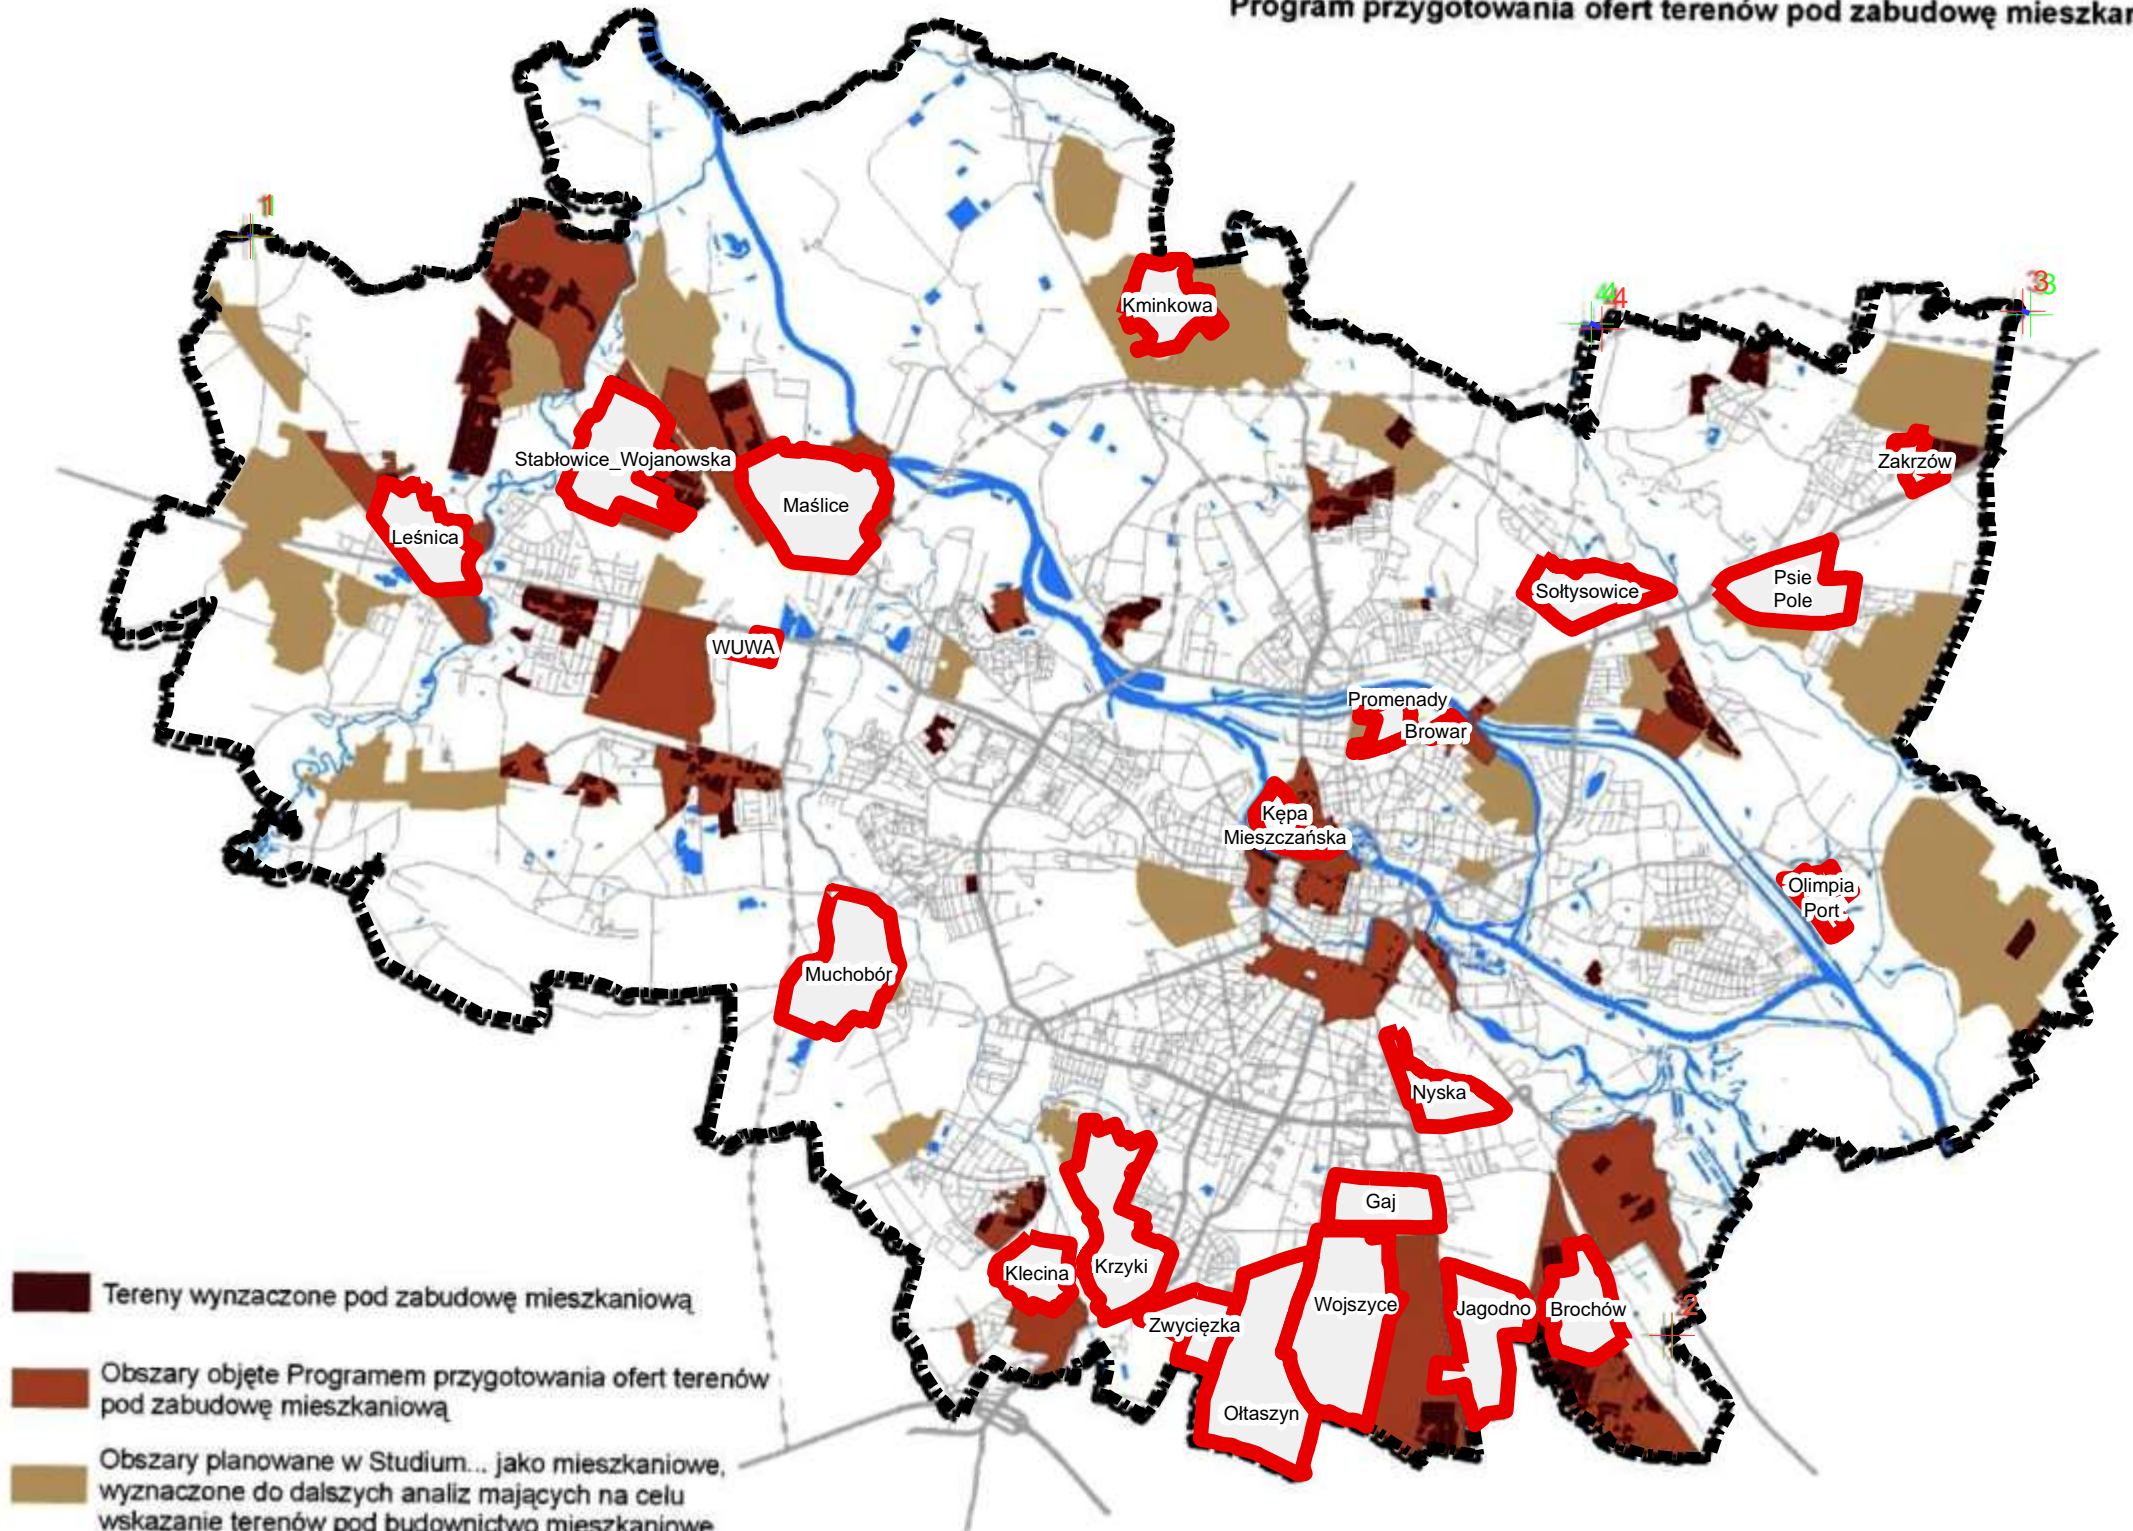 Program przygotowania ofert terenów pod zabudowę mieszkan
1
4
3
Kminkowa
Stabłowice_Wojanowska
Zakrzów
Maślice
Leśnica
Sołtysowice
Psie
Pole
WUWA
Promenady
Browar
Kępa
Mieszczańska
Olimpia
Port
Muchobór
Nyska
Gaj
Klecina
Krzyki
Wojszyce
Jagodno
Brochów
2
Zwycięzka
Ołtaszyn
Tereny wynzaczone pod zabudowę mieszkaniową
Obszary objęte Programem przygotowania ofert terenów
pod zabudowę mieszkaniową
Obszary planowane w Studium... jako mieszkaniowe,
wyznaczone do dalszych analiz mających na celu
wskazanie terenów pod budownictwo mieszkaniowe